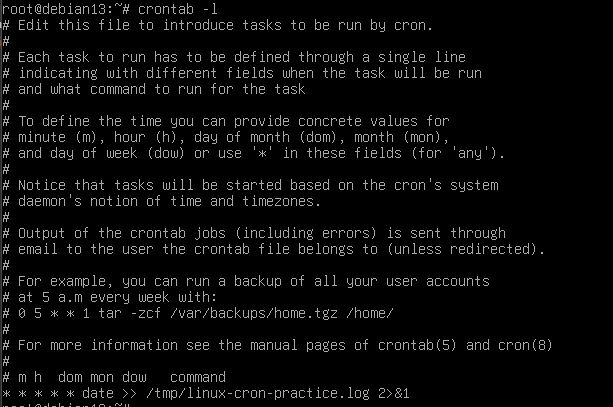 root@debian13:~# crontab -l
# Edit this file to introduce tasks to be run by cron.
#
# Each task to run has to be defined through a single line
# indicating with different fields when the task will be run
# and what command to run for the task
#
# To define the time you can provide concrete values for
# minute (m), hour (h), day of month (dom), month (mon),
# and day of week (dow) or use '*' in these fields (for 'any').
#
# Notice that tasks will be started based on the cron's system
# daemon's notion of time and timezones.
#
# Output of the crontab jobs (including errors) is sent through
# email to the user the crontab file belongs to (unless redirected).
#
# For example, you can run a backup of all your user accounts
# at 5 a.m every week with:
# 0 5 * * 1 tar -zcf /var/backups/home.tgz /home/
#
# For more information see the manual pages of crontab(5) and cron(8)
#
# m h  dom mon dow   command
* * * * * date >> /tmp/linux-cron-practice.log 2>&1
root@debian13:~#